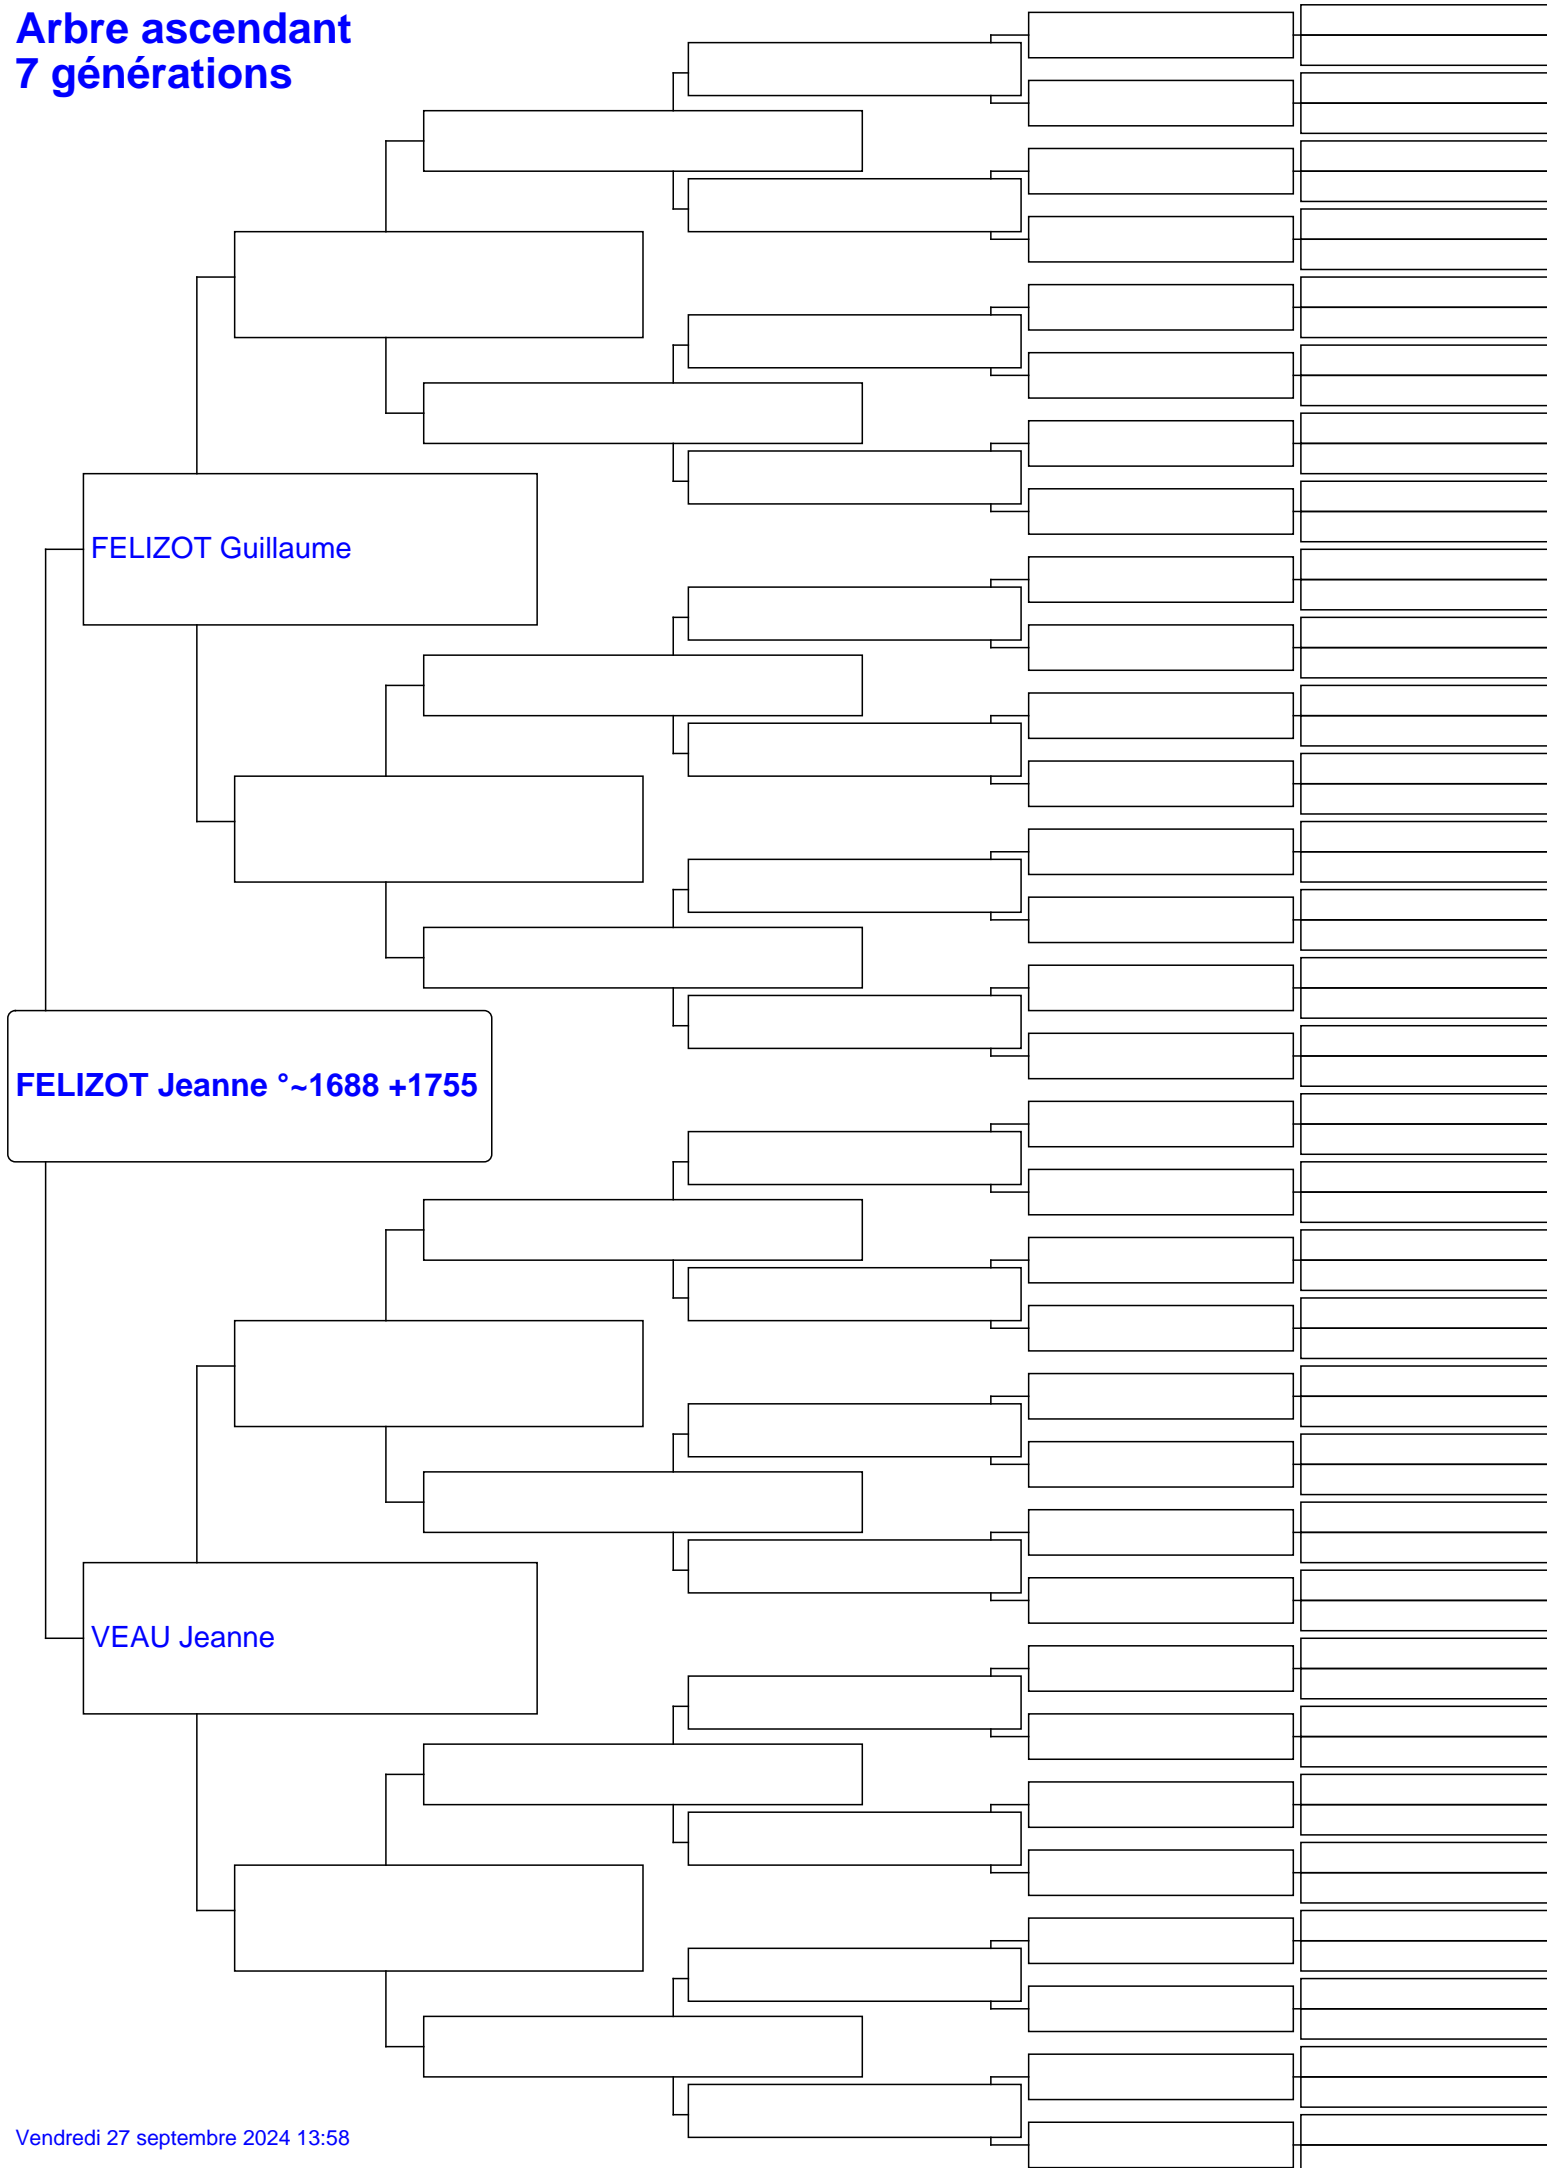 Arbre ascendant
7 générations
FELIZOT Guillaume
FELIZOT Jeanne °~1688 +1755
VEAU Jeanne
Vendredi 27 septembre 2024 13:58